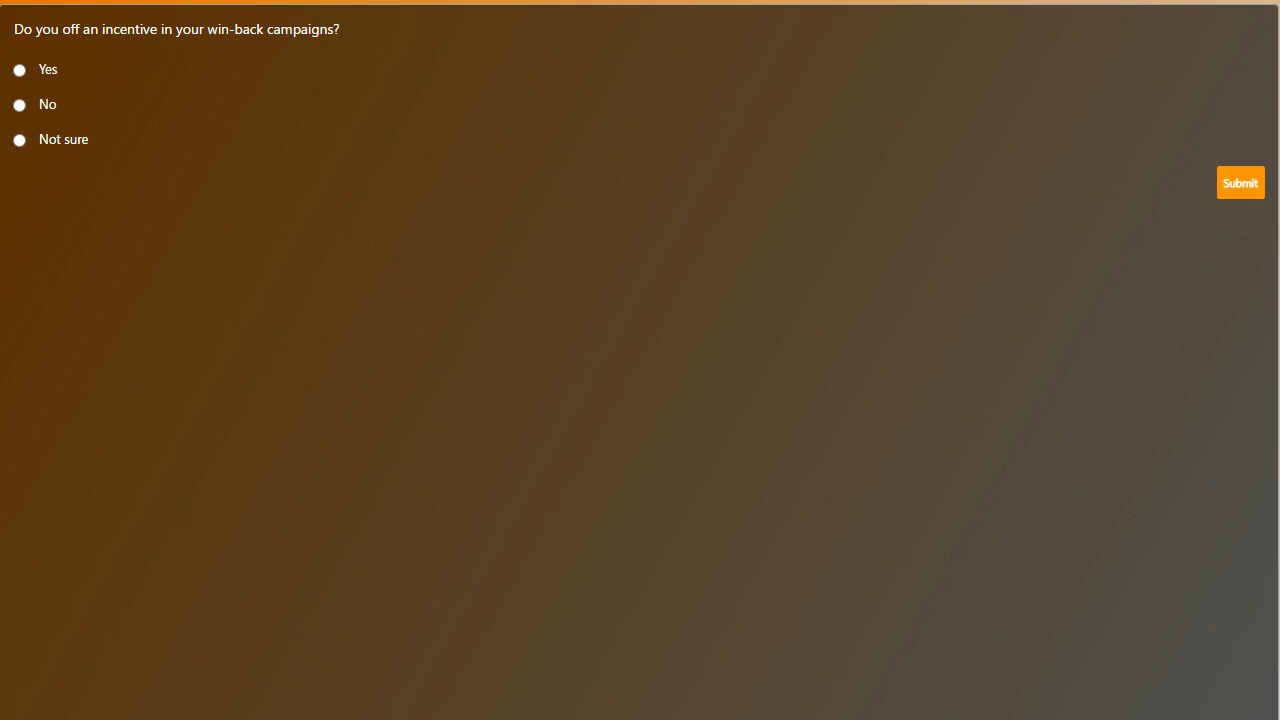 Do you off an incentive in your win-back campaigns?
Yes
No
Not sure
Submit